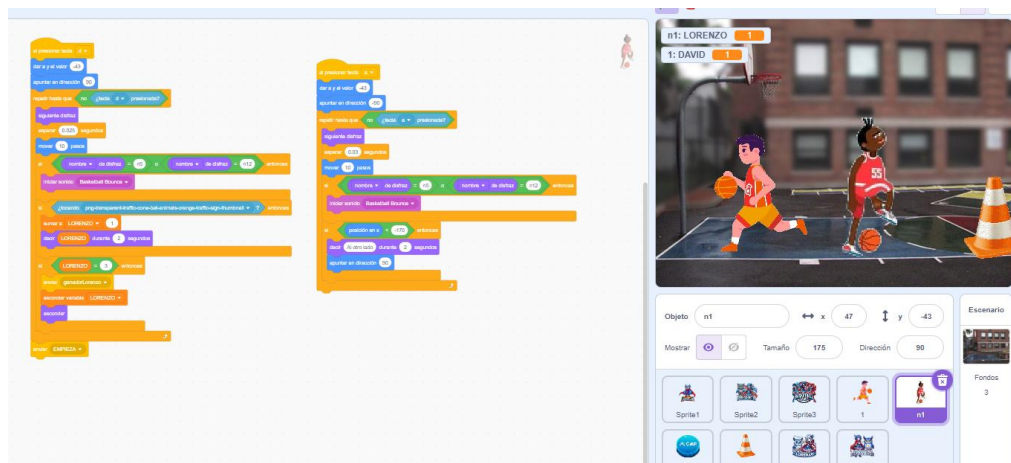 al presionar tecla d
dar a y el valor -43
apuntar en dirección 90
repetir hasta que no ¿tecla d presionada?
siguiente disfraz
esperar 0.025 segundos
mover 10 pasos
si nombre de disfraz = n5 o nombre de disfraz = n12 entonces
iniciar sonido Basketball Bounce
si ¿tocando png-transparent-traffic-cone-ball-animate-orange-traffic-sign-thumbnail ? entonces
sumar a LORENZO 1
decir LORENZO durante 2 segundos
si LORENZO = 3 entonces
enviar ganadorLorenzo
esconder variable LORENZO
esconder
enviar EMPIEZA
al presionar tecla a
dar a y el valor -43
apuntar en dirección -90
repetir hasta que no ¿tecla a presionada?
siguiente disfraz
esperar 0.03 segundos
mover 10 pasos
si nombre de disfraz = n5 o nombre de disfraz = n12 entonces
iniciar sonido Basketball Bounce
si posición en x < -170 entonces
decir Al otro lado durante 2 segundos
apuntar en dirección 90
n1: LORENZO 1
1: DAVID 1
55
Objeto n1 x 47 y -43
Mostrar Tamaño 175 Dirección 90
Sprite1 Sprite2 Sprite3 1 n1
Escenario
Fondos
3